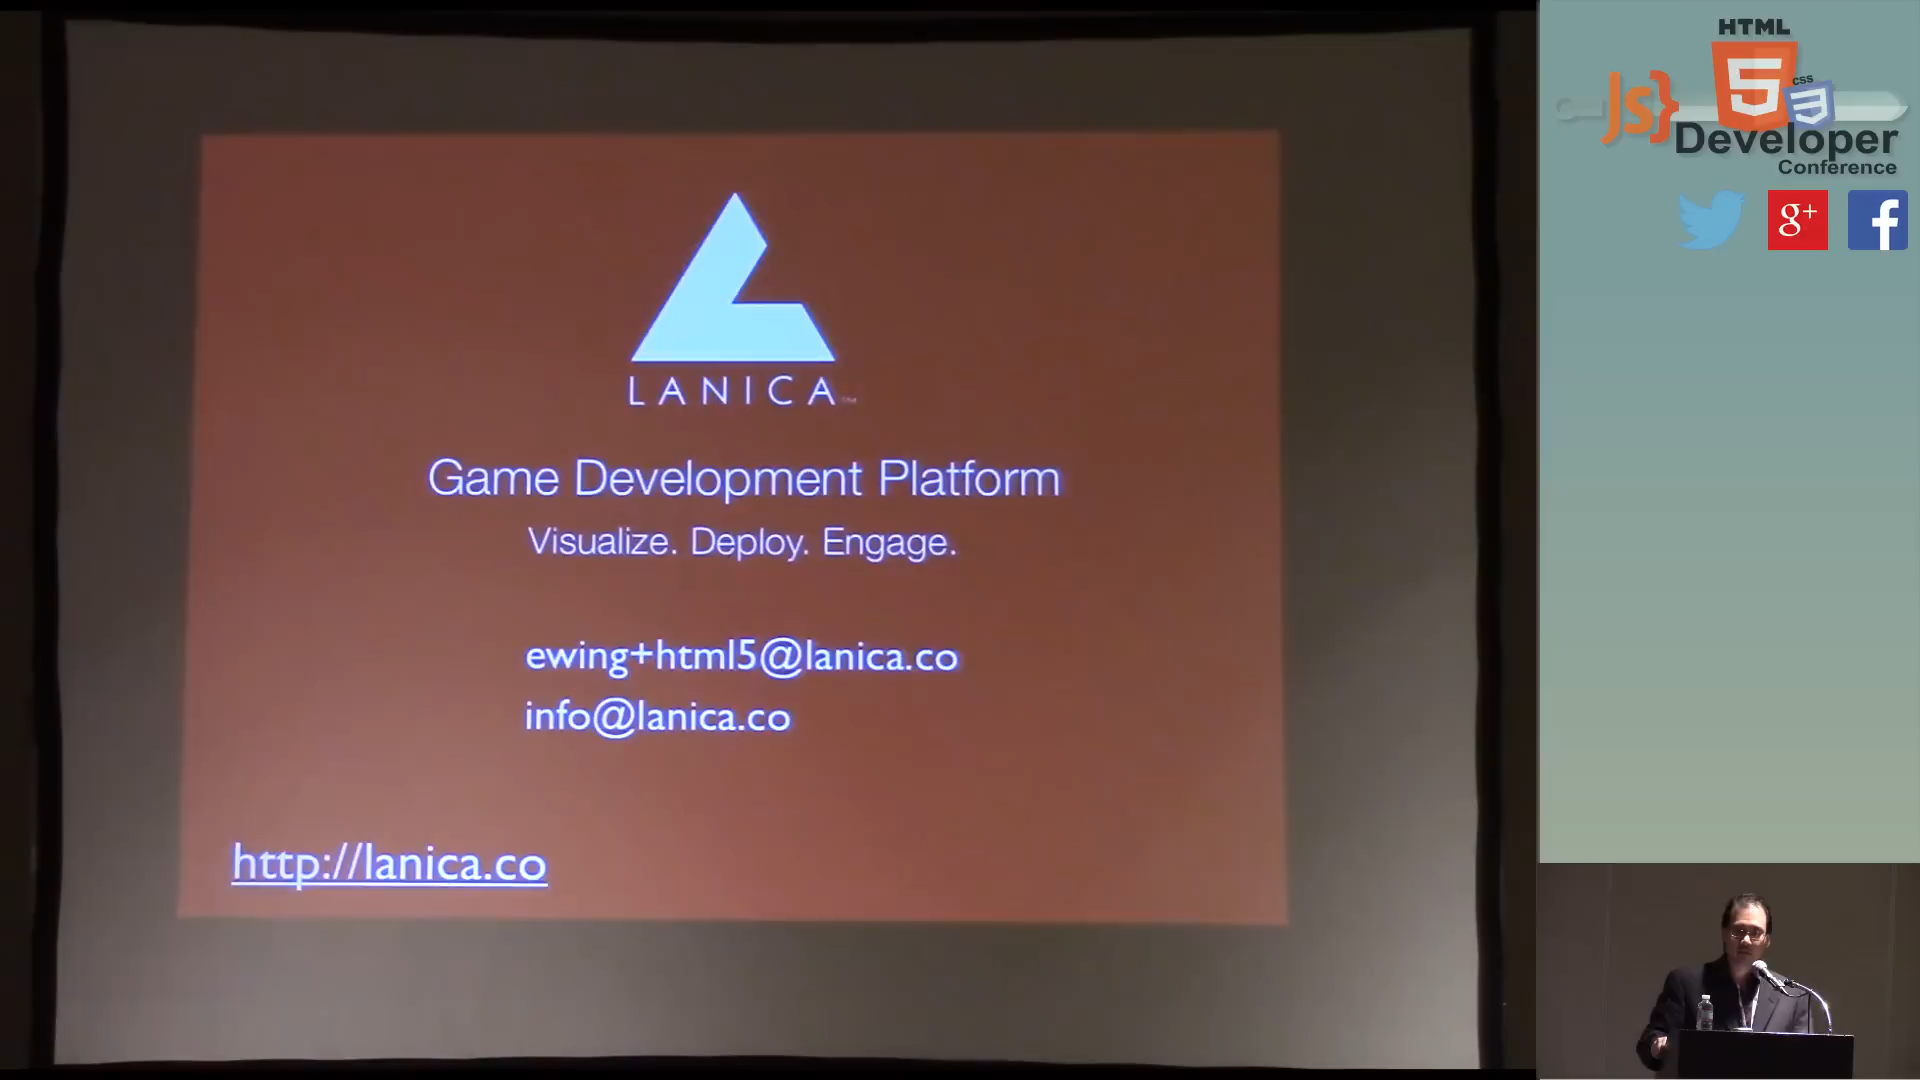 LANICA™
Game Development Platform
Visualize. Deploy. Engage.
ewing+html5@lanica.co
info@lanica.co
http://lanica.co
HTML
JS}
5
CSS
3
Developer
Conference
g+
f